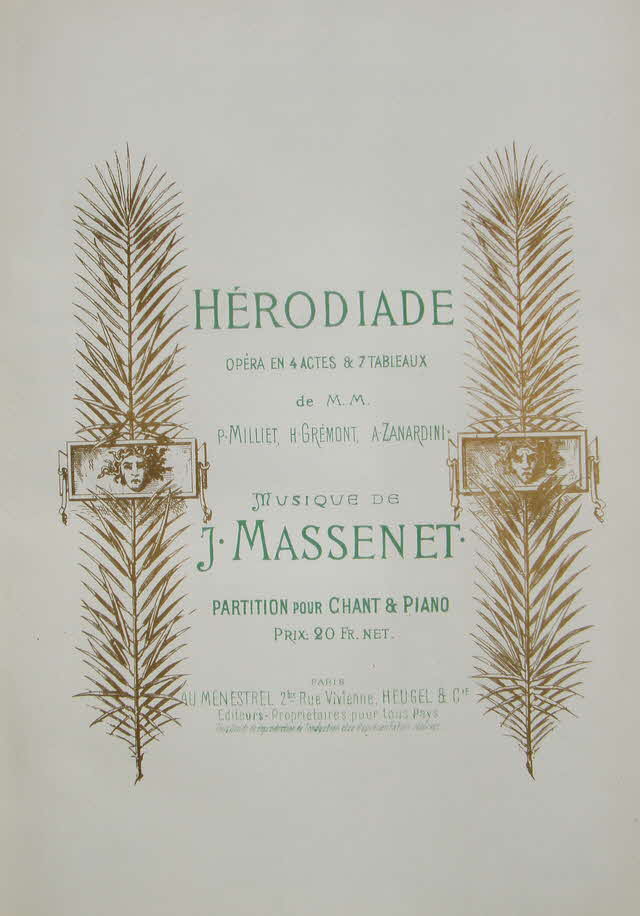 HÉRODIADE
OPÉRA EN 4 ACTES & 7 TABLEAUX
de M. M.
P. MILLIET, H. GRÉMONT, A. ZANARDINI
MUSIQUE DE
J. MASSENET.
PARTITION POUR CHANT & PIANO
PRIX: 20 FR. NET.
PARIS
AU MENESTREL 2bis Rue Vivienne, HEUGEL & Cie
Editeurs-Propriétaires pour tous Pays